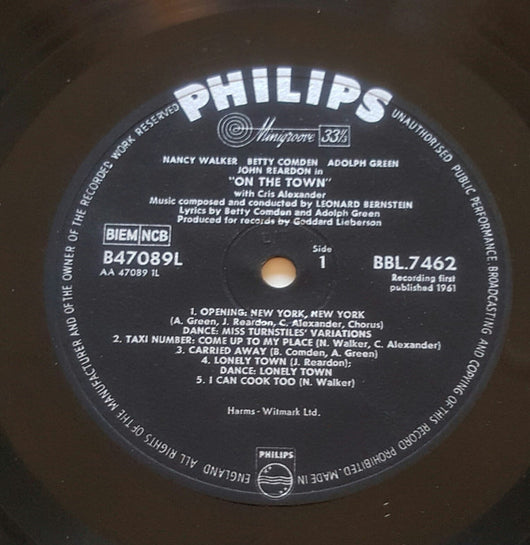 PHILIPS
Minigroove 33⅓
NANCY WALKER BETTY COMDEN ADOLPH GREEN
JOHN REARDON in
"ON THE TOWN"
with Cris Alexander
Music composed and conducted by LEONARD BERNSTEIN
Lyrics by Betty Comden and Adolph Green
Produced for records by Goddard Lieberson
BIEM NCB
B47089L
AA 47089 1L
Side
1
BBL.7462
Recording first
published 1961
1. OPENING; NEW YORK, NEW YORK
(A. Green, J. Reardon, C. Alexander, Chorus)
DANCE: MISS TURNSTILES' VARIATIONS
2. TAXI NUMBER: COME UP TO MY PLACE (N. Walker, C. Alexander)
3. CARRIED AWAY (B. Comden, A. Green)
4. LONELY TOWN (J. Reardon);
DANCE: LONELY TOWN
5. I CAN COOK TOO (N. Walker)
Harms-Witmark Ltd.
PHILIPS
ALL RIGHTS OF THE MANUFACTURER AND OF THE OWNER OF THE RECORDED WORK RESERVED
UNAUTHORISED PUBLIC PERFORMANCE, BROADCASTING AND COPYING OF THIS RECORD PROHIBITED. MADE IN ENGLAND